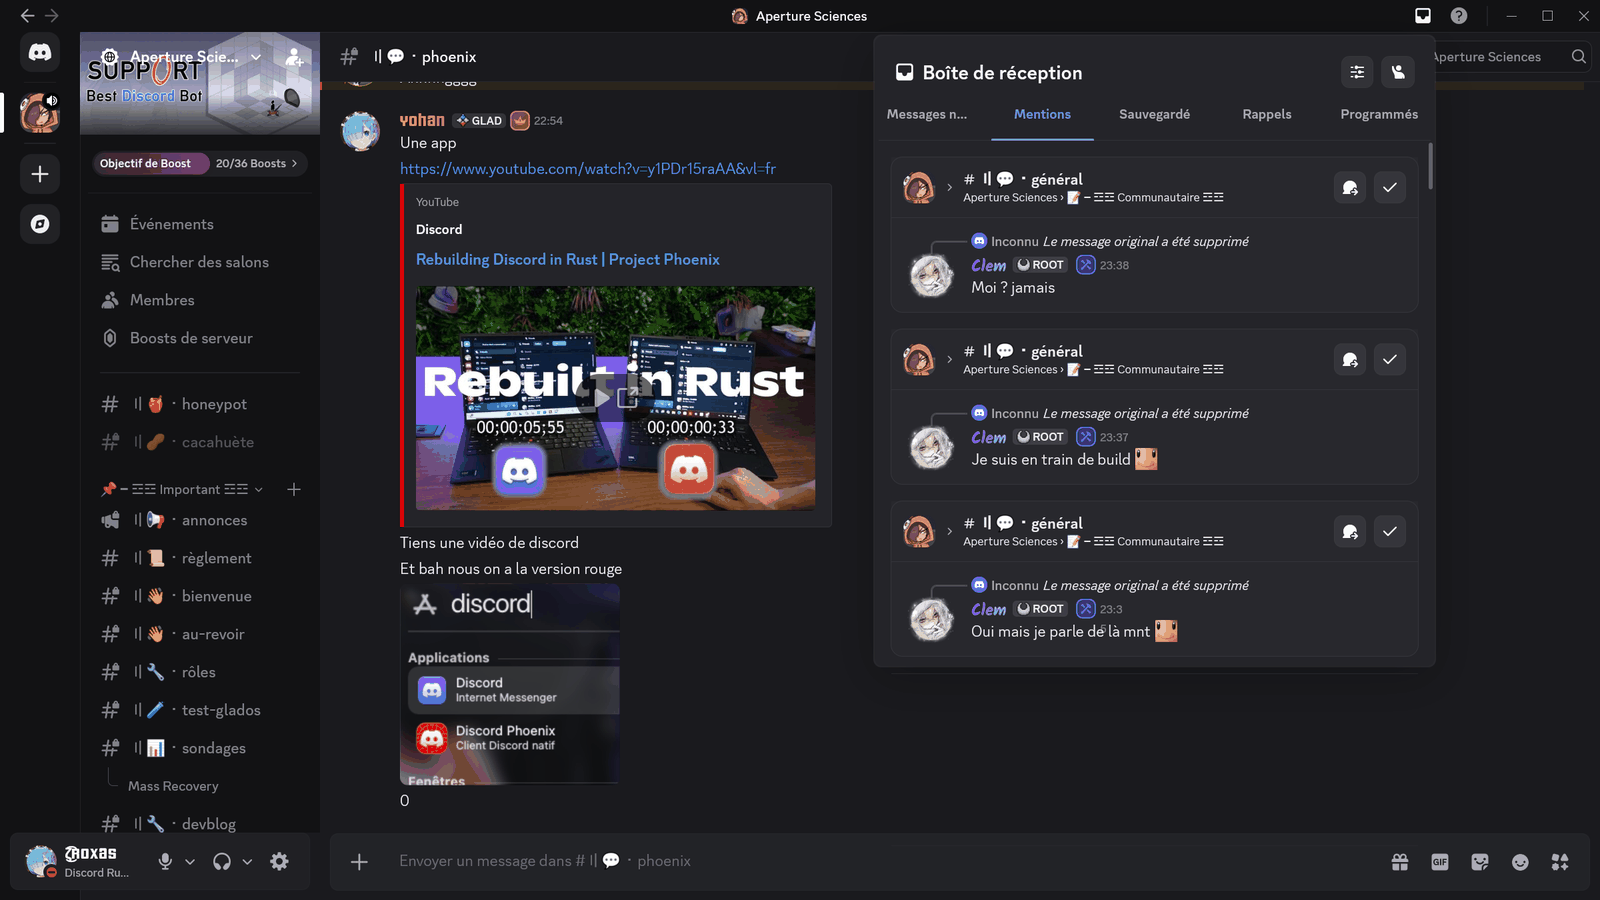 Aperture Sciences
Aperture Scie...
SUPPORT
Best Discord Bot
Objectif de Boost
20/36 Boosts
Événements
Chercher des salons
Membres
Boosts de serveur
honeypot
cacahuète
Important
annonces
règlement
bienvenue
au-revoir
rôles
test-glados
sondages
Mass Recovery
devblog
Roxas
Discord Ru...
phoenix
yohan GLAD 22:54
Une app
https://www.youtube.com/watch?v=y1PDr15raAA&vl=fr
YouTube
Discord
Rebuilding Discord in Rust | Project Phoenix
Rebuilt in Rust
00;00;05;55 00;00;00;33
Tiens une vidéo de discord
Et bah nous on a la version rouge
discord
Applications
Discord
Internet Messenger
Discord Phoenix
Client Discord natif
Fenêtres
0
Envoyer un message dans # phoenix
GIF
Aperture Sciences
Boîte de réception
Messages n...
Mentions
Sauvegardé
Rappels
Programmés
# général
Aperture Sciences › Communautaire
Inconnu Le message original a été supprimé
Clem ROOT 23:38
Moi ? jamais
# général
Aperture Sciences › Communautaire
Inconnu Le message original a été supprimé
Clem ROOT 23:37
Je suis en train de build
# général
Aperture Sciences › Communautaire
Inconnu Le message original a été supprimé
Clem ROOT 23:3
Oui mais je parle de là mnt